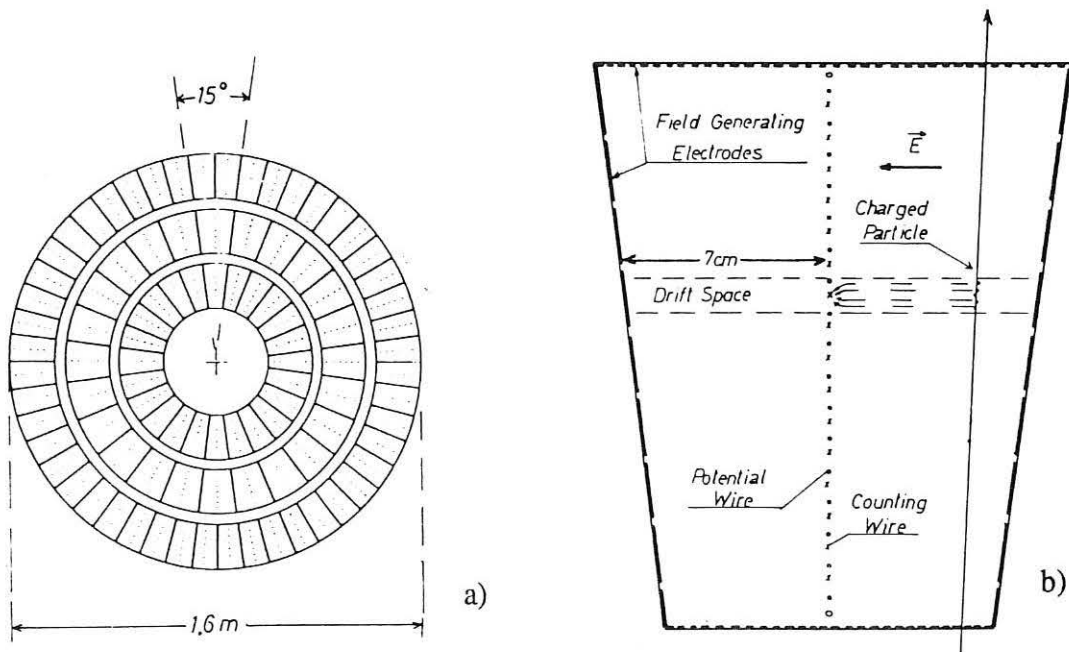 15°
1,6 m
a)
Field Generating
Electrodes
E
Charged
Particle
7cm
Drift Space
Potential
Wire
Counting
Wire
b)